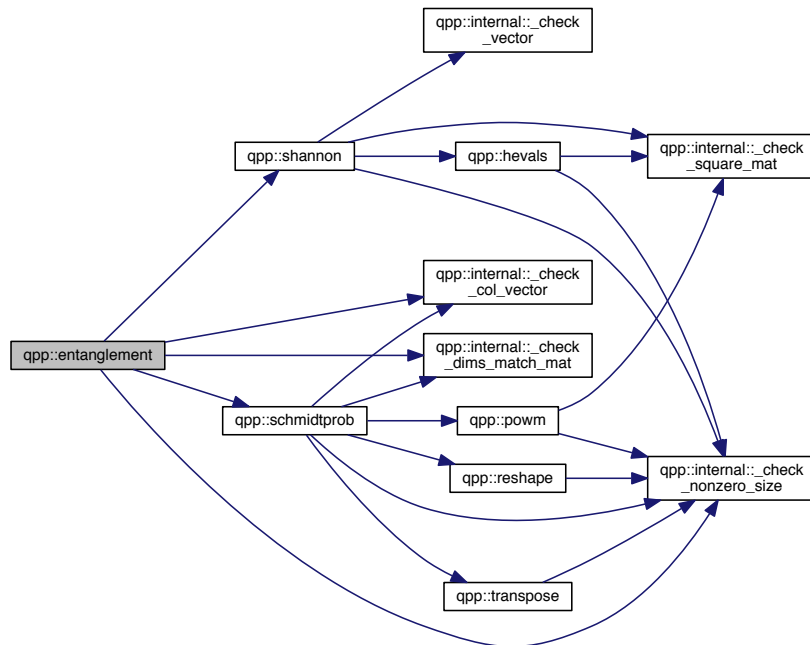 qpp::internal::_check
_vector
qpp::shannon
qpp::hevals
qpp::internal::_check
_square_mat
qpp::internal::_check
_col_vector
qpp::entanglement
qpp::internal::_check
_dims_match_mat
qpp::schmidtprob
qpp::powm
qpp::reshape
qpp::internal::_check
_nonzero_size
qpp::transpose